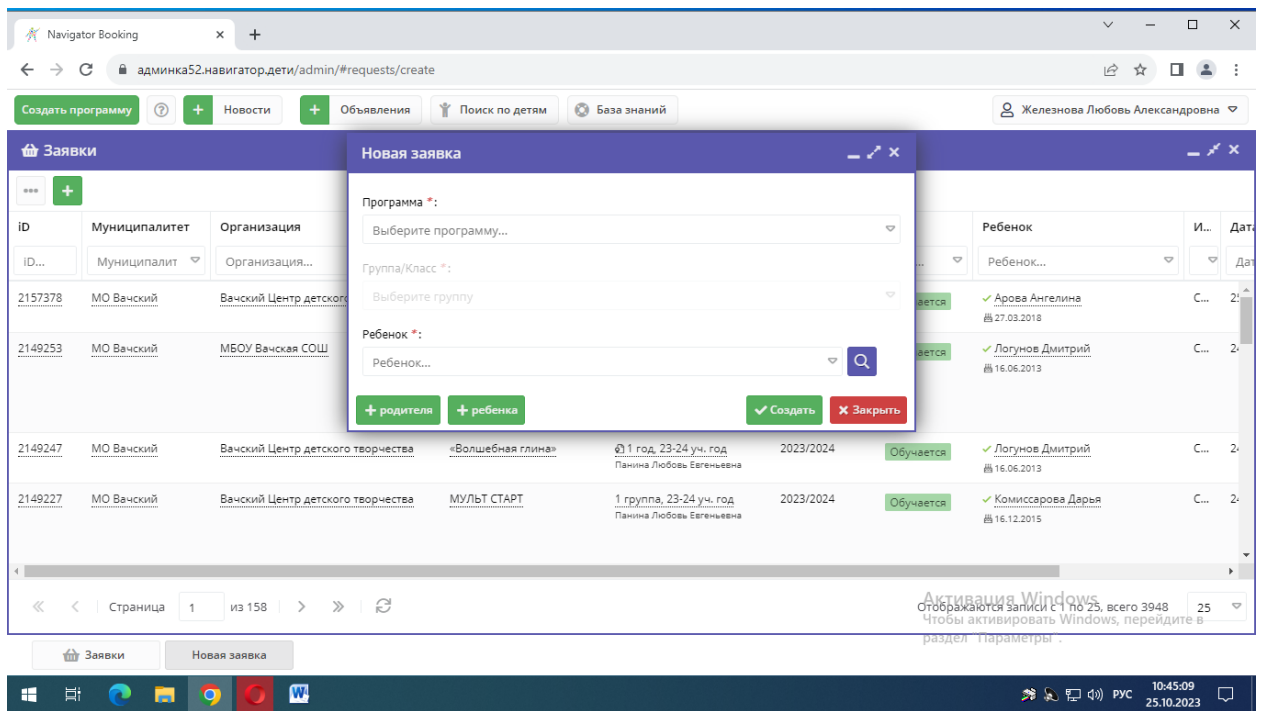 Navigator Booking
админка52.навигатор.дети/admin/#requests/create
Создать программу ? + Новости + Объявления Поиск по детям База знаний Железнова Любовь Александровна
Заявки
Новая заявка
Программа *:
Выберите программу...
Группа/Класс *:
Выберите группу
Ребенок *:
Ребенок...
+ родителя + ребенка Создать Закрыть
iD Муниципалитет Организация Ребенок И... Дата
iD... Муниципалит Организация... Ребенок...
2157378 МО Вачский Вачский Центр детского Арова Ангелина С...
27.03.2018
2149253 МО Вачский МБОУ Вачская СОШ Логунов Дмитрий С...
16.06.2013
2149247 МО Вачский Вачский Центр детского творчества «Волшебная глина» 1 год, 23-24 уч. год 2023/2024 Обучается Логунов Дмитрий С...
Панина Любовь Евгеньевна 16.06.2013
2149227 МО Вачский Вачский Центр детского творчества МУЛЬТ СТАРТ 1 группа, 23-24 уч. год 2023/2024 Обучается Комиссарова Дарья С...
Панина Любовь Евгеньевна 16.12.2015
Страница 1 из 158 Отображаются записи с 1 по 25, всего 3948 25
Активация Windows
Чтобы активировать Windows, перейдите в
раздел "Параметры".
Заявки Новая заявка
РУС 10:45:09
25.10.2023